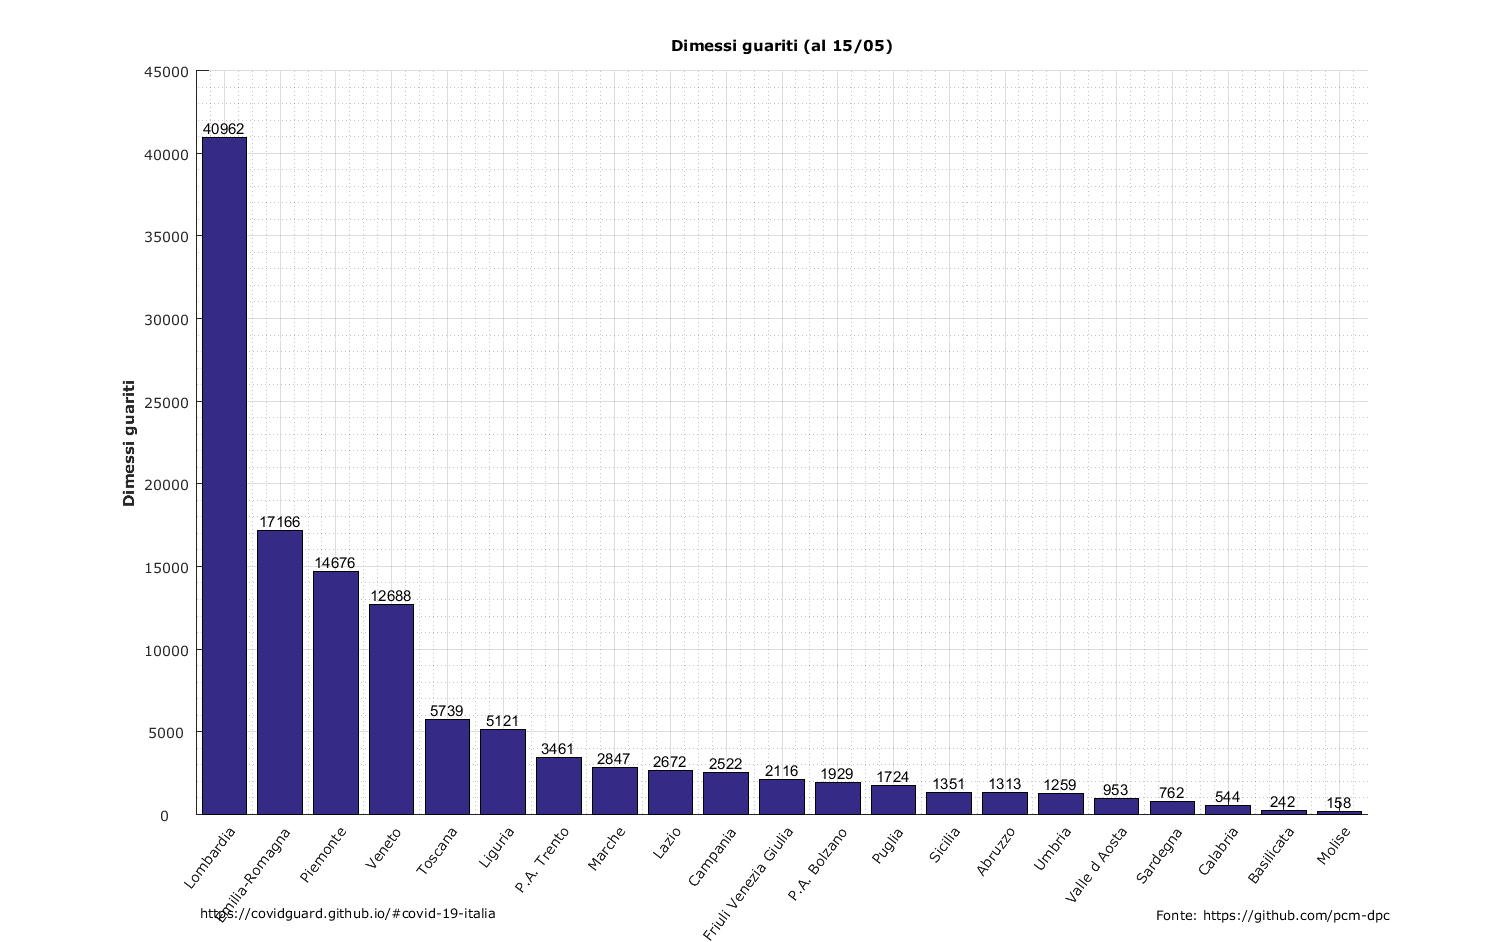 Dimessi guariti (al 15/05)
Dimessi guariti
45000
40000
35000
30000
25000
20000
15000
10000
5000
0
40962
17166
14676
12688
5739
5121
3461
2847
2672
2522
2116
1929
1724
1351
1313
1259
953
762
544
242
158
Lombardia
Emilia-Romagna
Piemonte
Veneto
Toscana
Liguria
P.A. Trento
Marche
Lazio
Campania
Friuli Venezia Giulia
P.A. Bolzano
Puglia
Sicilia
Abruzzo
Umbria
Valle d Aosta
Sardegna
Calabria
Basilicata
Molise
https://covidguard.github.io/#covid-19-italia
Fonte: https://github.com/pcm-dpc